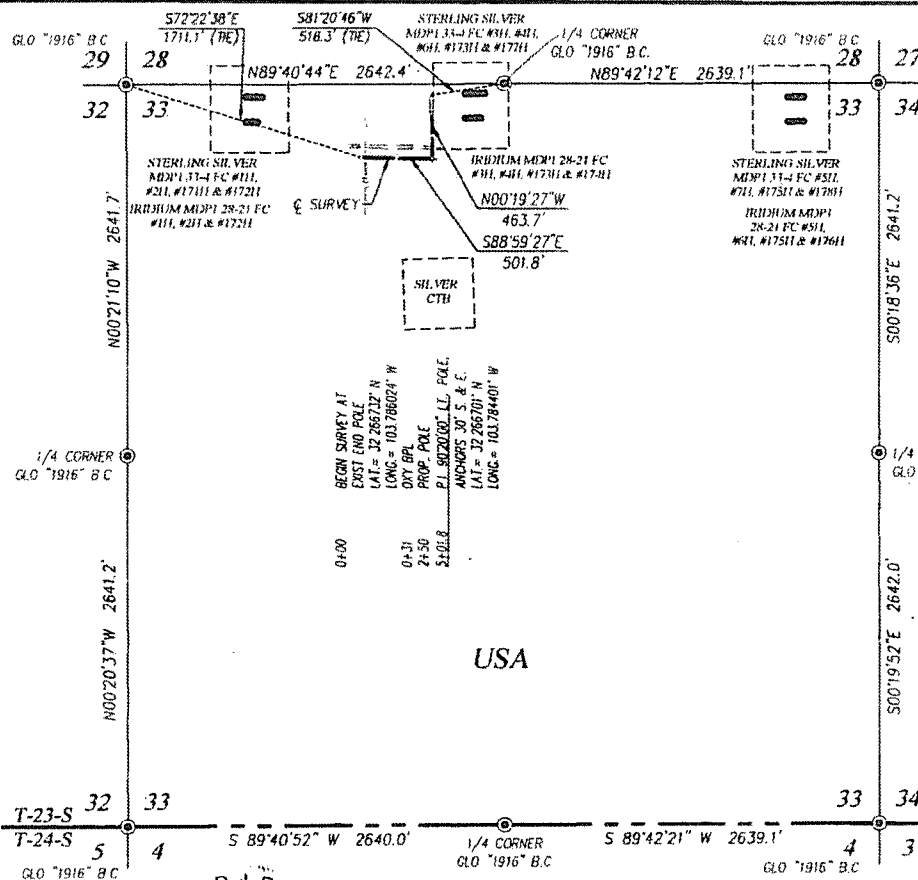 S72°22'38"E
1711.1' (TIE)
S81°20'46"W
518.3' (TIE)
STERLING SILVER
MDP1 33-4 FC #3H, #4H,
#6H, #173H & #177H
1/4 CORNER
GLO "1916" B.C.
GLO "1916" B C
29 28
N89°40'44"E 2642.4'
N89°42'12"E 2639.1'
GLO "1916" B C
28 27
32 33
33 34
STERLING SILVER
MDP1 33-4 FC #1H,
#2H, #171H & #172H
IRIDIUM MDP1 28-21 FC
#1H, #2H & #172H
℄ SURVEY
IRIDIUM MDP1 28-21 FC
#3H, #4H, #173H & #174H
N00°19'27"W
463.7'
S88°59'27"E
501.8'
STERLING SILVER
MDP1 33-4 FC #5H,
#7H, #175H & #178H
IRIDIUM MDP1
28-21 FC #5H,
#6H, #175H & #176H
SILVER
CTB
N00°21'10"W 2641.7'
S00°18'36"E 2641.2'
0+00 BEGIN SURVEY AT
EXIST END POLE
LAT.= 32.266732° N
LONG.= 103.786024° W
0+31 OXY BPL
2+50 PROP. POLE
5+01.8 P.I. 90°20'00" LT. POLE,
ANCHORS 30' S. & E.
LAT.= 32.266701° N
LONG.= 103.784401° W
1/4 CORNER
GLO "1916" B C
1/4
GLO
N00°20'37"W 2641.2'
S00°19'52"E 2642.0'
USA
T-23-S 32 33
33 34
T-24-S 5 4
S 89°40'52" W 2640.0'
1/4 CORNER
GLO "1916" B.C
S 89°42'21" W 2639.1'
4 3
GLO "1916" B C
GLO "1916" B.C